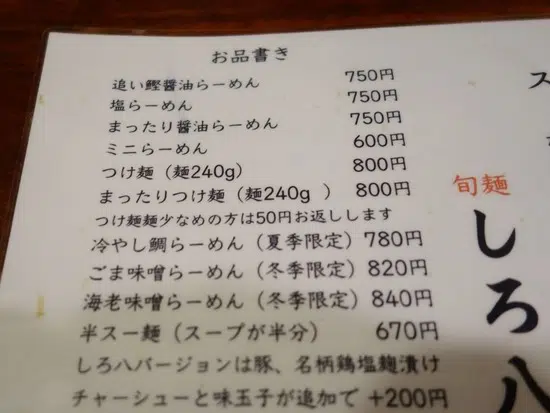 お品書き
追い鰹醤油らーめん 750円
塩らーめん 750円
まったり醤油らーめん 750円
ミニらーめん 600円
つけ麺（麺240g） 800円
まったりつけ麺（麺240g ） 800円
つけ麺麺少なめの方は50円お返しします
冷やし鯛らーめん（夏季限定）780円
ごま味噌らーめん（冬季限定）820円
海老味噌らーめん（冬季限定）840円
半スー麺（スープが半分） 670円
しろ八バージョンは豚、名柄鶏塩麹漬け
チャーシューと味玉子が追加で +200円
旬麺
しろ八
ス